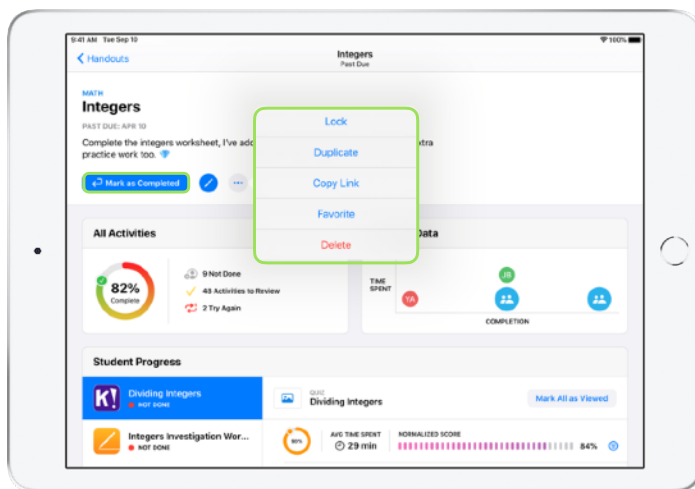 9:41 AM Tue Sep 10
100%
Handouts
Integers
Past Due
MATH
Integers
PAST DUE: APR 10
Complete the integers worksheet, I've add
xtra
practice work too.
Mark as Completed
Lock
Duplicate
Copy Link
Favorite
Delete
All Activities
Data
82%
Complete
9 Not Done
48 Activities to Review
2 Try Again
TIME
SPENT
YA
JB
COMPLETION
Student Progress
K!
Dividing Integers
NOT DONE
QUIZ
Dividing Integers
Mark All as Viewed
Integers Investigation Wor...
NOT DONE
AVG TIME SPENT
29 min
NORMALIZED SCORE
84%